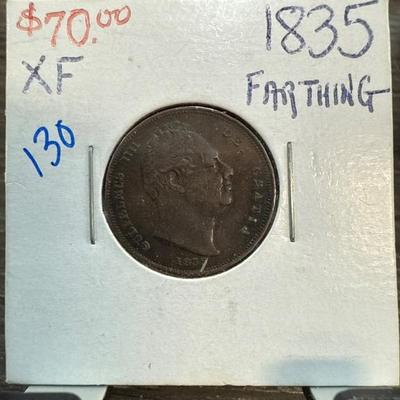 $70.00
XF
130
1835
FARTHING
GULIELMUS IIII DEI GRATIA